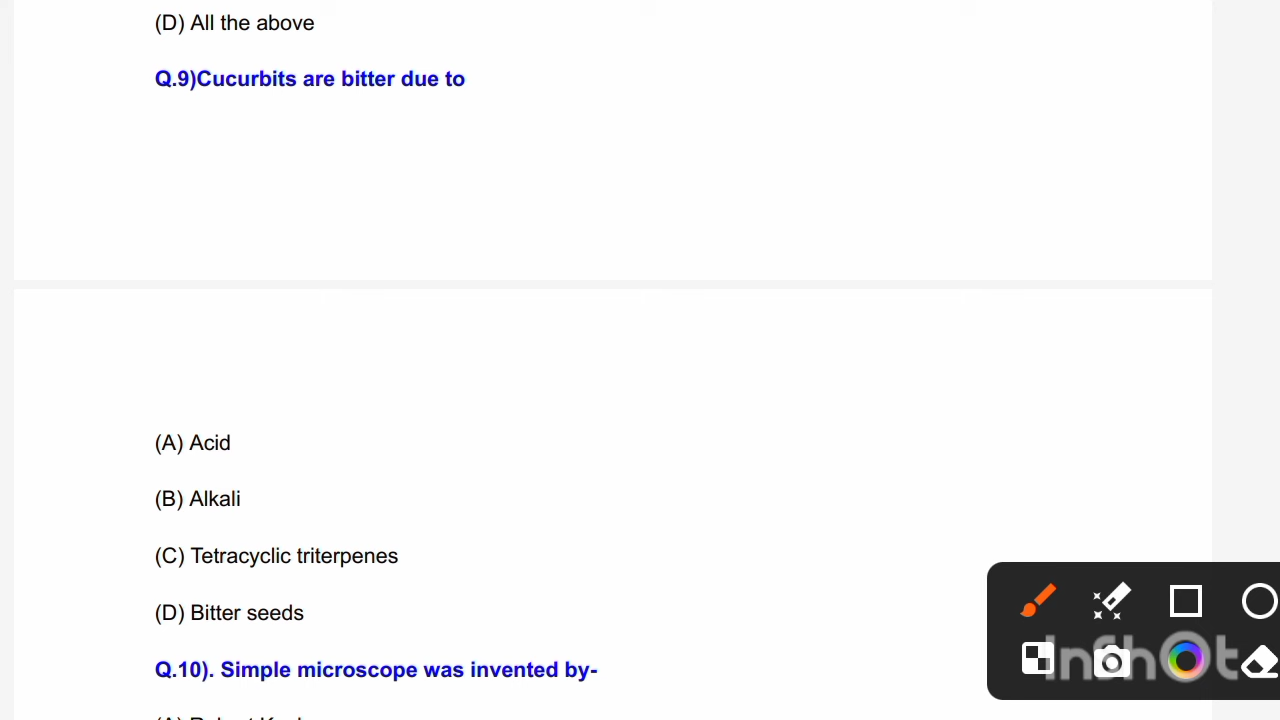 (D) All the above
Q.9)Cucurbits are bitter due to
(A) Acid
(B) Alkali
(C) Tetracyclic triterpenes
(D) Bitter seeds
Q.10). Simple microscope was invented by-
InShOt